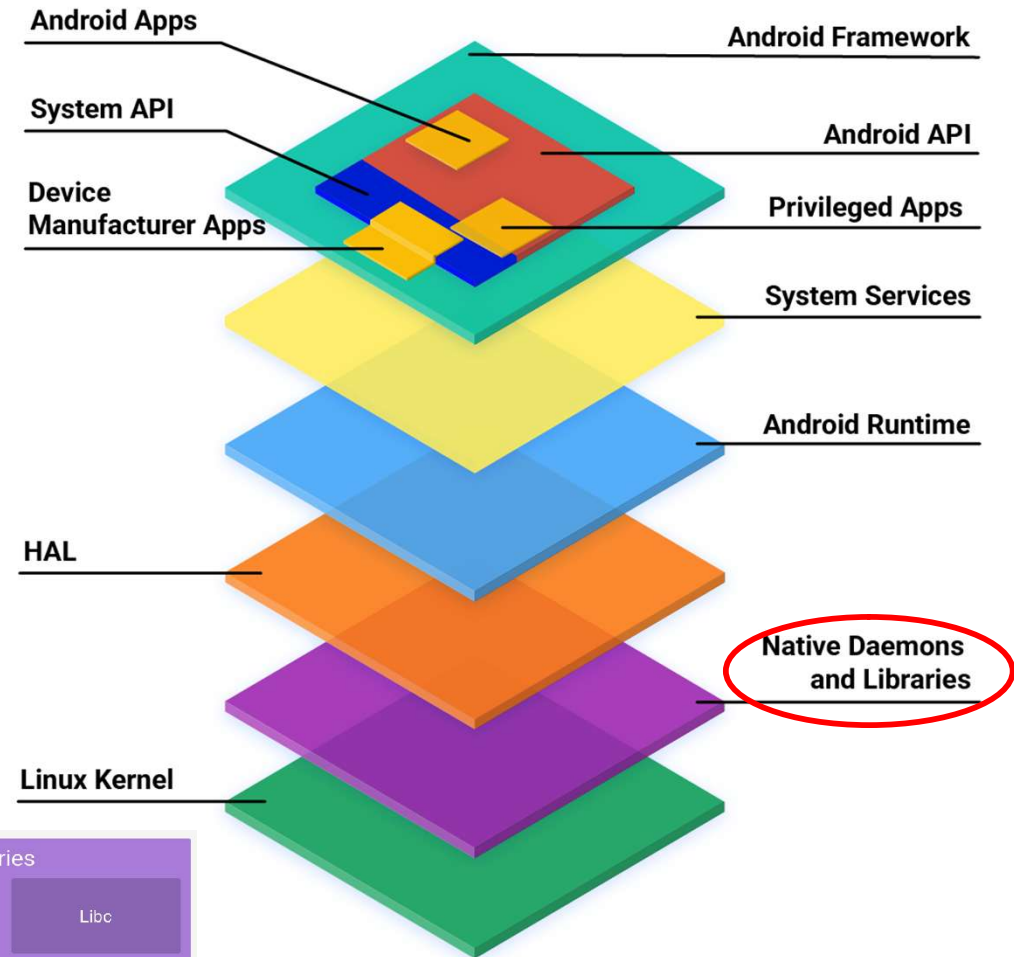 Android Apps
Android Framework
System API
Android API
Device
Manufacturer Apps
Privileged Apps
System Services
Android Runtime
HAL
Native Daemons
and Libraries
Linux Kernel
ries
Libc